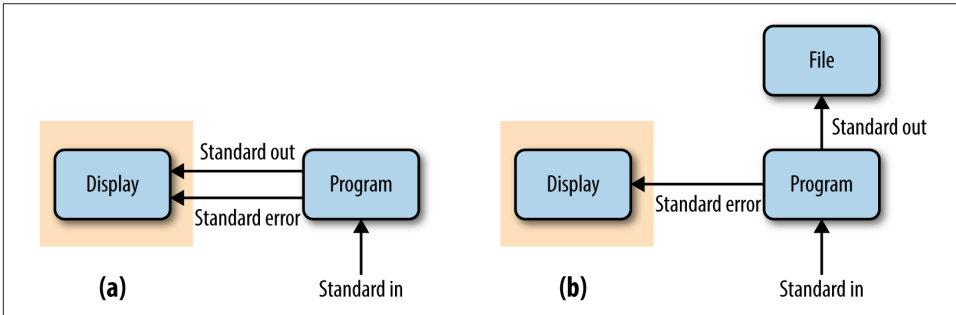 Display
Standard out
Standard error
Program
Standard in
(a)
File
Standard out
Display
Standard error
Program
Standard in
(b)